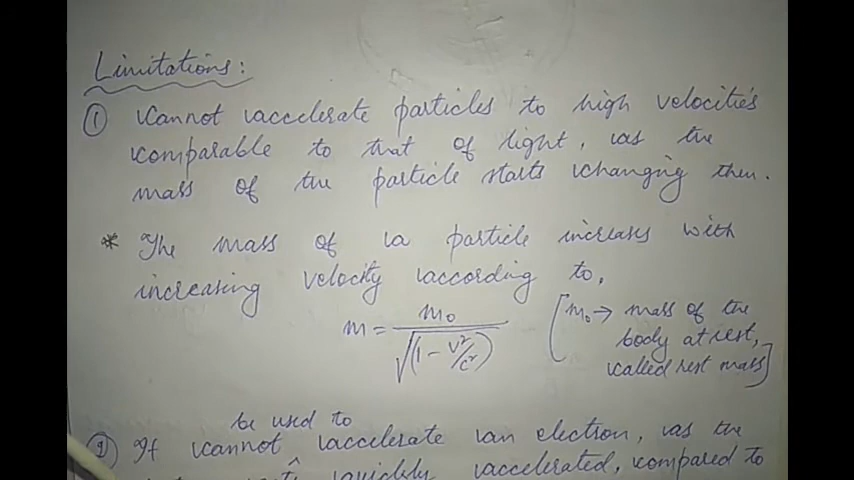 Limitations:
① Cannot accelerate particles to high velocities
comparable to that of light, as the
mass of the particle starts changing then.
* The mass of a particle increases with
increasing velocity according to,
m = m₀ / √(1 - v²/c²) [m₀ → mass of the
body at rest,
called rest mass]
be used to
② It cannot ^ accelerate an electron, as the
quickly accelerated, compared to